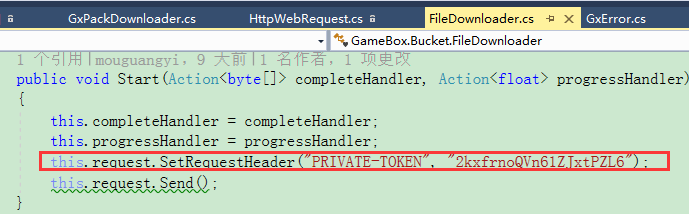 GxPackDownloader.cs HttpWebRequest.cs FileDownloader.cs GxError.cs
GameBox.Bucket.FileDownloader
1 个引用|mouguangyi，9 天前|1 名作者，1 项更改
public void Start(Action<byte[]> completeHandler, Action<float> progressHandler)
{
this.completeHandler = completeHandler;
this.progressHandler = progressHandler;
this.request.SetRequestHeader("PRIVATE-TOKEN", "2kxfrnoQVn61ZJxtPZL6");
this.request.Send();
}